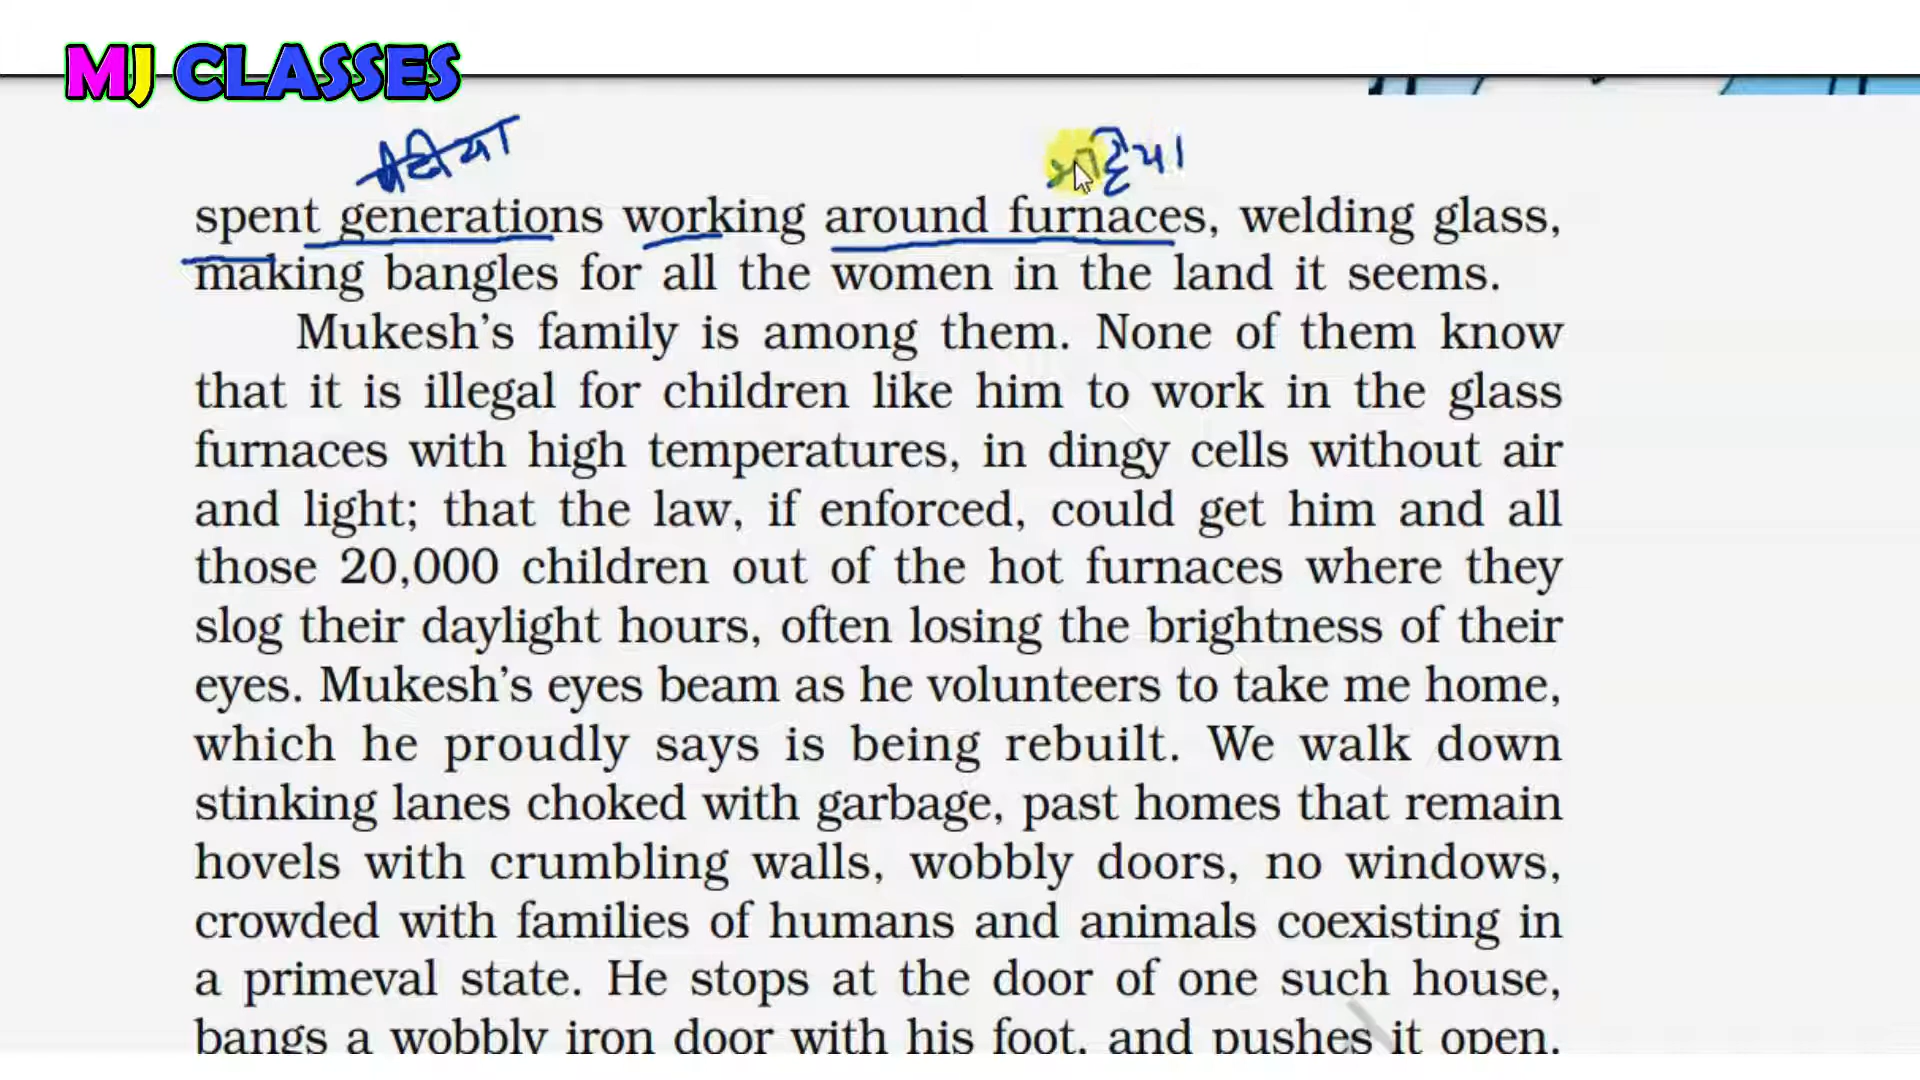 MJ CLASSES
spent generations working around furnaces, welding glass,
making bangles for all the women in the land it seems.
Mukesh’s family is among them. None of them know
that it is illegal for children like him to work in the glass
furnaces with high temperatures, in dingy cells without air
and light; that the law, if enforced, could get him and all
those 20,000 children out of the hot furnaces where they
slog their daylight hours, often losing the brightness of their
eyes. Mukesh’s eyes beam as he volunteers to take me home,
which he proudly says is being rebuilt. We walk down
stinking lanes choked with garbage, past homes that remain
hovels with crumbling walls, wobbly doors, no windows,
crowded with families of humans and animals coexisting in
a primeval state. He stops at the door of one such house,
bangs a wobbly iron door with his foot, and pushes it open.